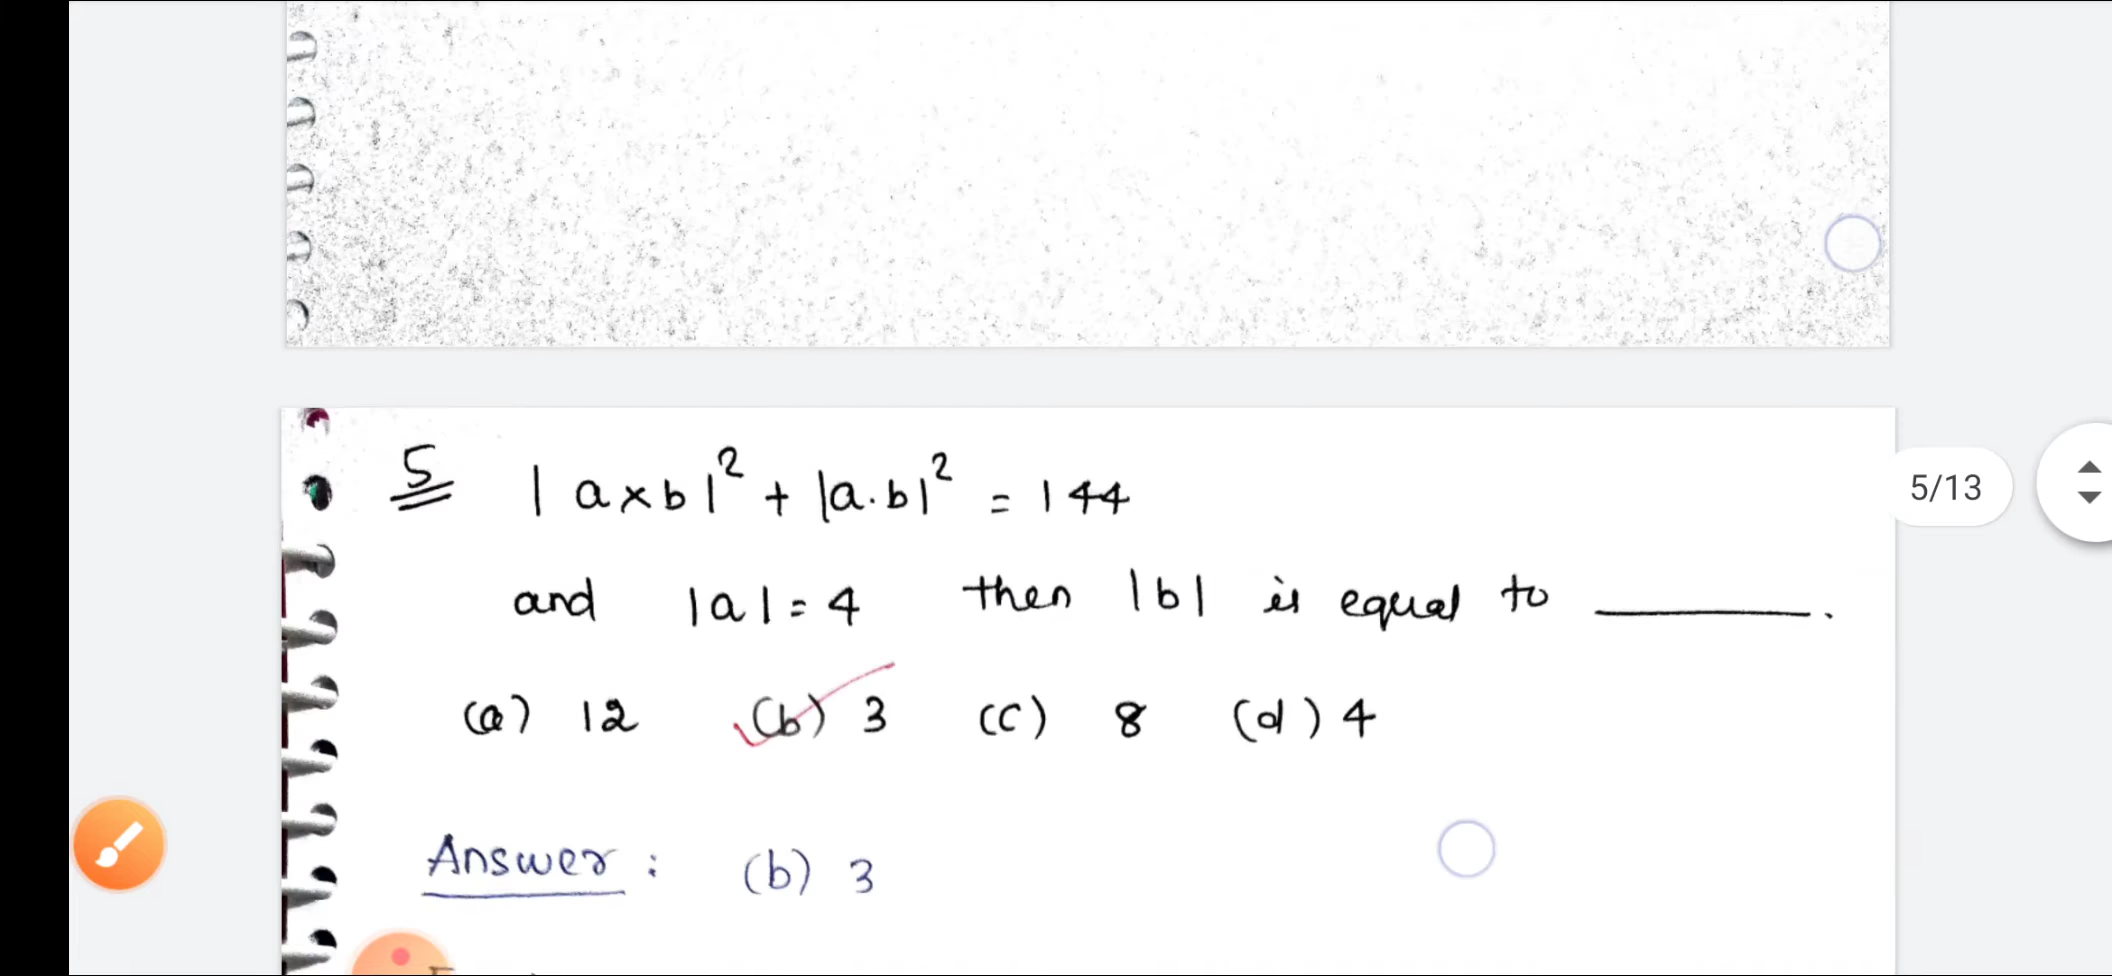 5 |a×b|² + |a.b|² = 144
5/13
and |a| = 4 then |b| is equal to ______.
(a) 12 (b) 3 (c) 8 (d) 4
Answer : (b) 3